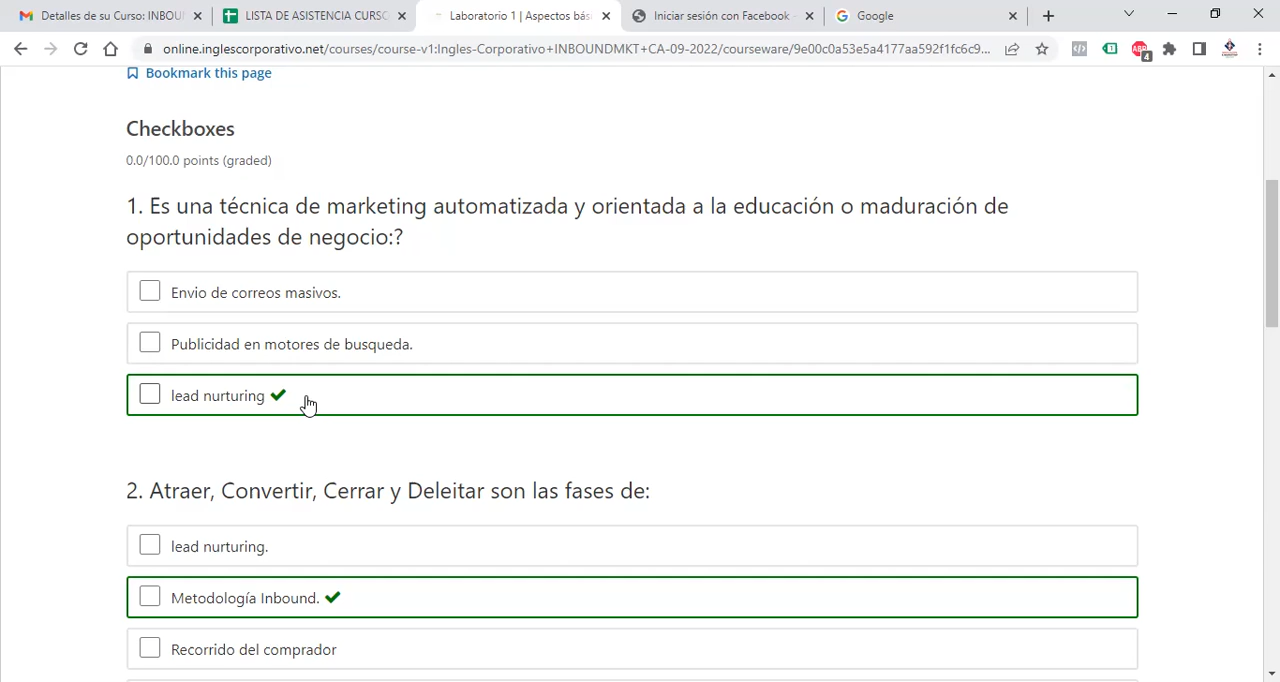 Detalles de su Curso: INBOUN
LISTA DE ASISTENCIA CURSO
Laboratorio 1 | Aspectos bási
Iniciar sesión con Facebook -
Google
online.inglescorporativo.net/courses/course-v1:Ingles-Corporativo+INBOUNDMKT+CA-09-2022/courseware/9e00c0a53e5a4177aa592f1fc6c9...
ABP
4
Bookmark this page
Checkboxes
0.0/100.0 points (graded)
1. Es una técnica de marketing automatizada y orientada a la educación o maduración de
oportunidades de negocio:?
Envio de correos masivos.
Publicidad en motores de busqueda.
lead nurturing
2. Atraer, Convertir, Cerrar y Deleitar son las fases de:
lead nurturing.
Metodología Inbound.
Recorrido del comprador